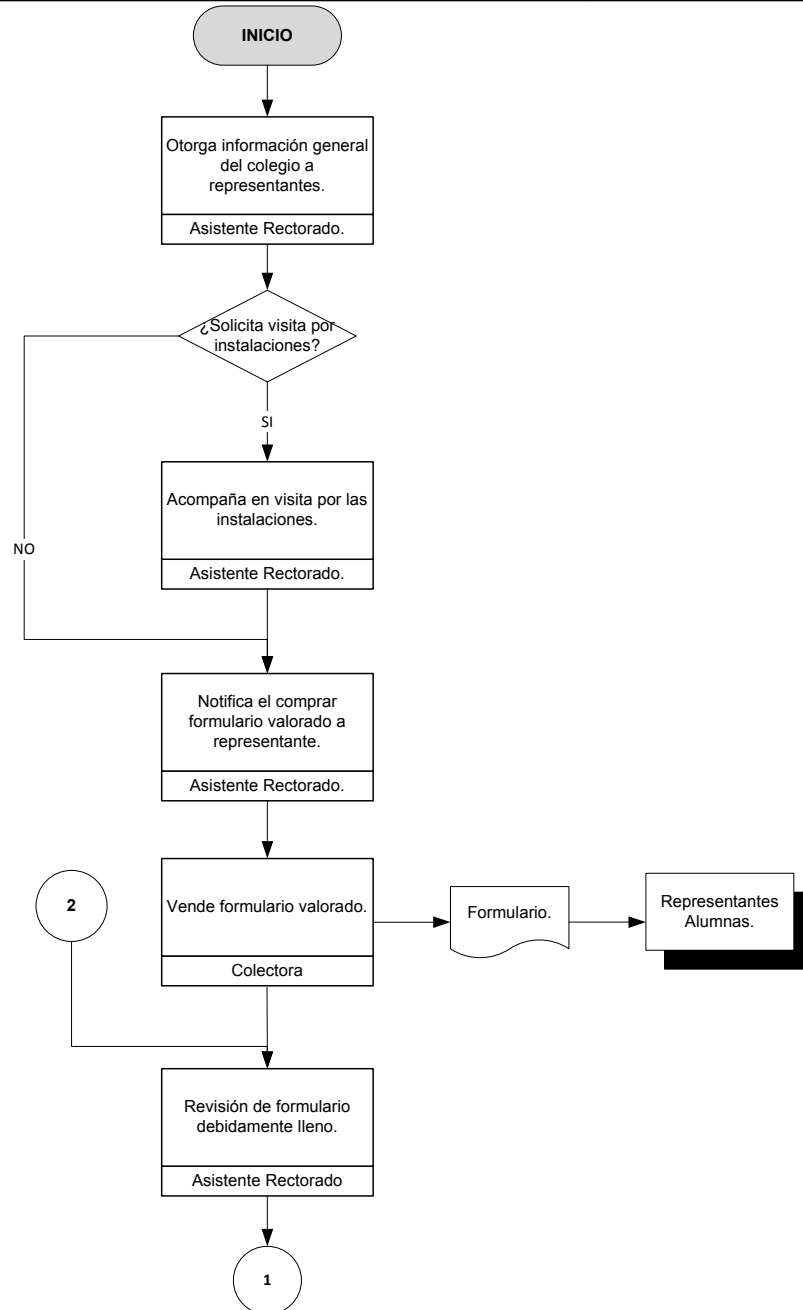 INICIO
Otorga información general
del colegio a
representantes.
Asistente Rectorado.
¿Solicita visita por
instalaciones?
SI
Acompaña en visita por las
instalaciones.
NO
Asistente Rectorado.
Notifica el comprar
formulario valorado a
representante.
Asistente Rectorado.
2
Vende formulario valorado.
Colectora
Formulario.
Representantes
Alumnas.
Revisión de formulario
debidamente lleno.
Asistente Rectorado
1